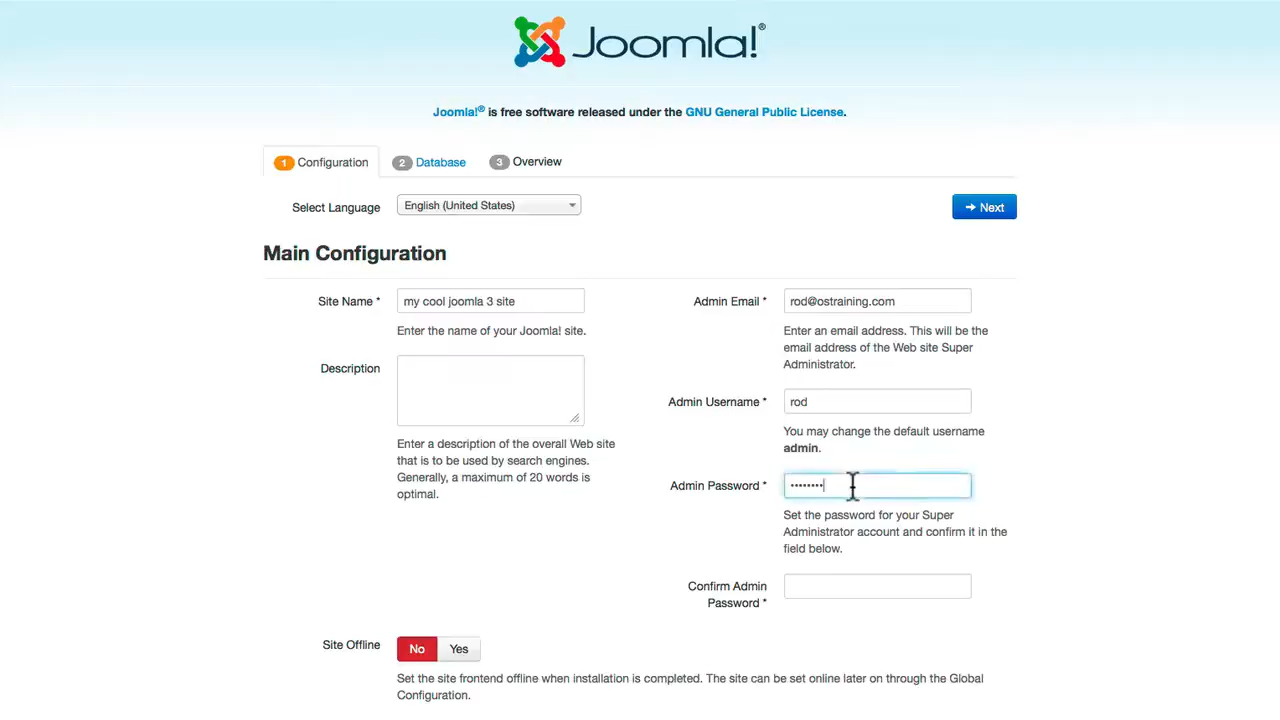 Joomla!®
Joomla!® is free software released under the GNU General Public License.
1 Configuration
2 Database
3 Overview
Select Language
English (United States)
Next
Main Configuration
Site Name *
my cool joomla 3 site
Enter the name of your Joomla! site.
Description
Enter a description of the overall Web site
that is to be used by search engines.
Generally, a maximum of 20 words is
optimal.
Admin Email *
rod@ostraining.com
Enter an email address. This will be the
email address of the Web site Super
Administrator.
Admin Username *
rod
You may change the default username
admin.
Admin Password *
••••••••
Set the password for your Super
Administrator account and confirm it in the
field below.
Confirm Admin
Password *
Site Offline
No
Yes
Set the site frontend offline when installation is completed. The site can be set online later on through the Global
Configuration.